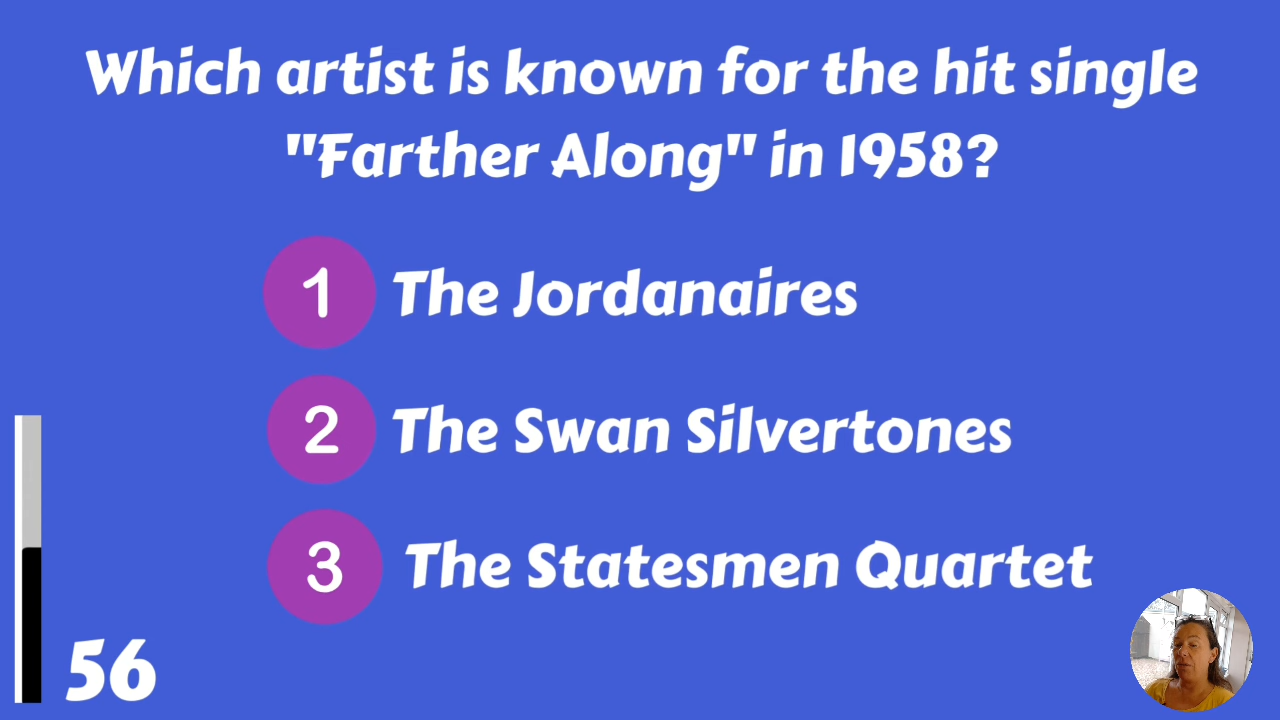 Which artist is known for the hit single
"Farther Along" in 1958?
1 The Jordanaires
2 The Swan Silvertones
3 The Statesmen Quartet
56